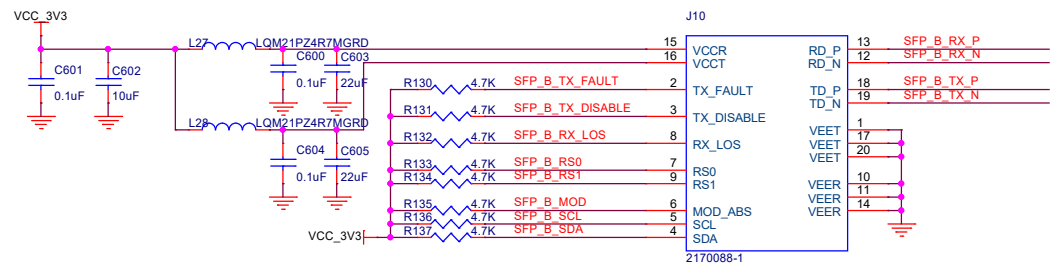 VCC_3V3
J10
L27 LQM21PZ4R7MGRD
15 VCCR RD_P 13 SFP_B_RX_P
16 VCCT RD_N 12 SFP_B_RX_N
C601 0.1uF
C602 10uF
C600 0.1uF
C603 22uF
R130 4.7K SFP_B_TX_FAULT 2 TX_FAULT
TD_P 18 SFP_B_TX_P
TD_N 19 SFP_B_TX_N
R131 4.7K SFP_B_TX_DISABLE 3 TX_DISABLE
L28 LQM21PZ4R7MGRD
R132 4.7K SFP_B_RX_LOS 8 RX_LOS
VEET 1
VEET 17
VEET 20
C604 0.1uF
C605 22uF
R133 4.7K SFP_B_RS0 7 RS0
R134 4.7K SFP_B_RS1 9 RS1
VEER 10
VEER 11
VEER 14
R135 4.7K SFP_B_MOD 6 MOD_ABS
R136 4.7K SFP_B_SCL 5 SCL
VCC_3V3 R137 4.7K SFP_B_SDA 4 SDA
2170088-1